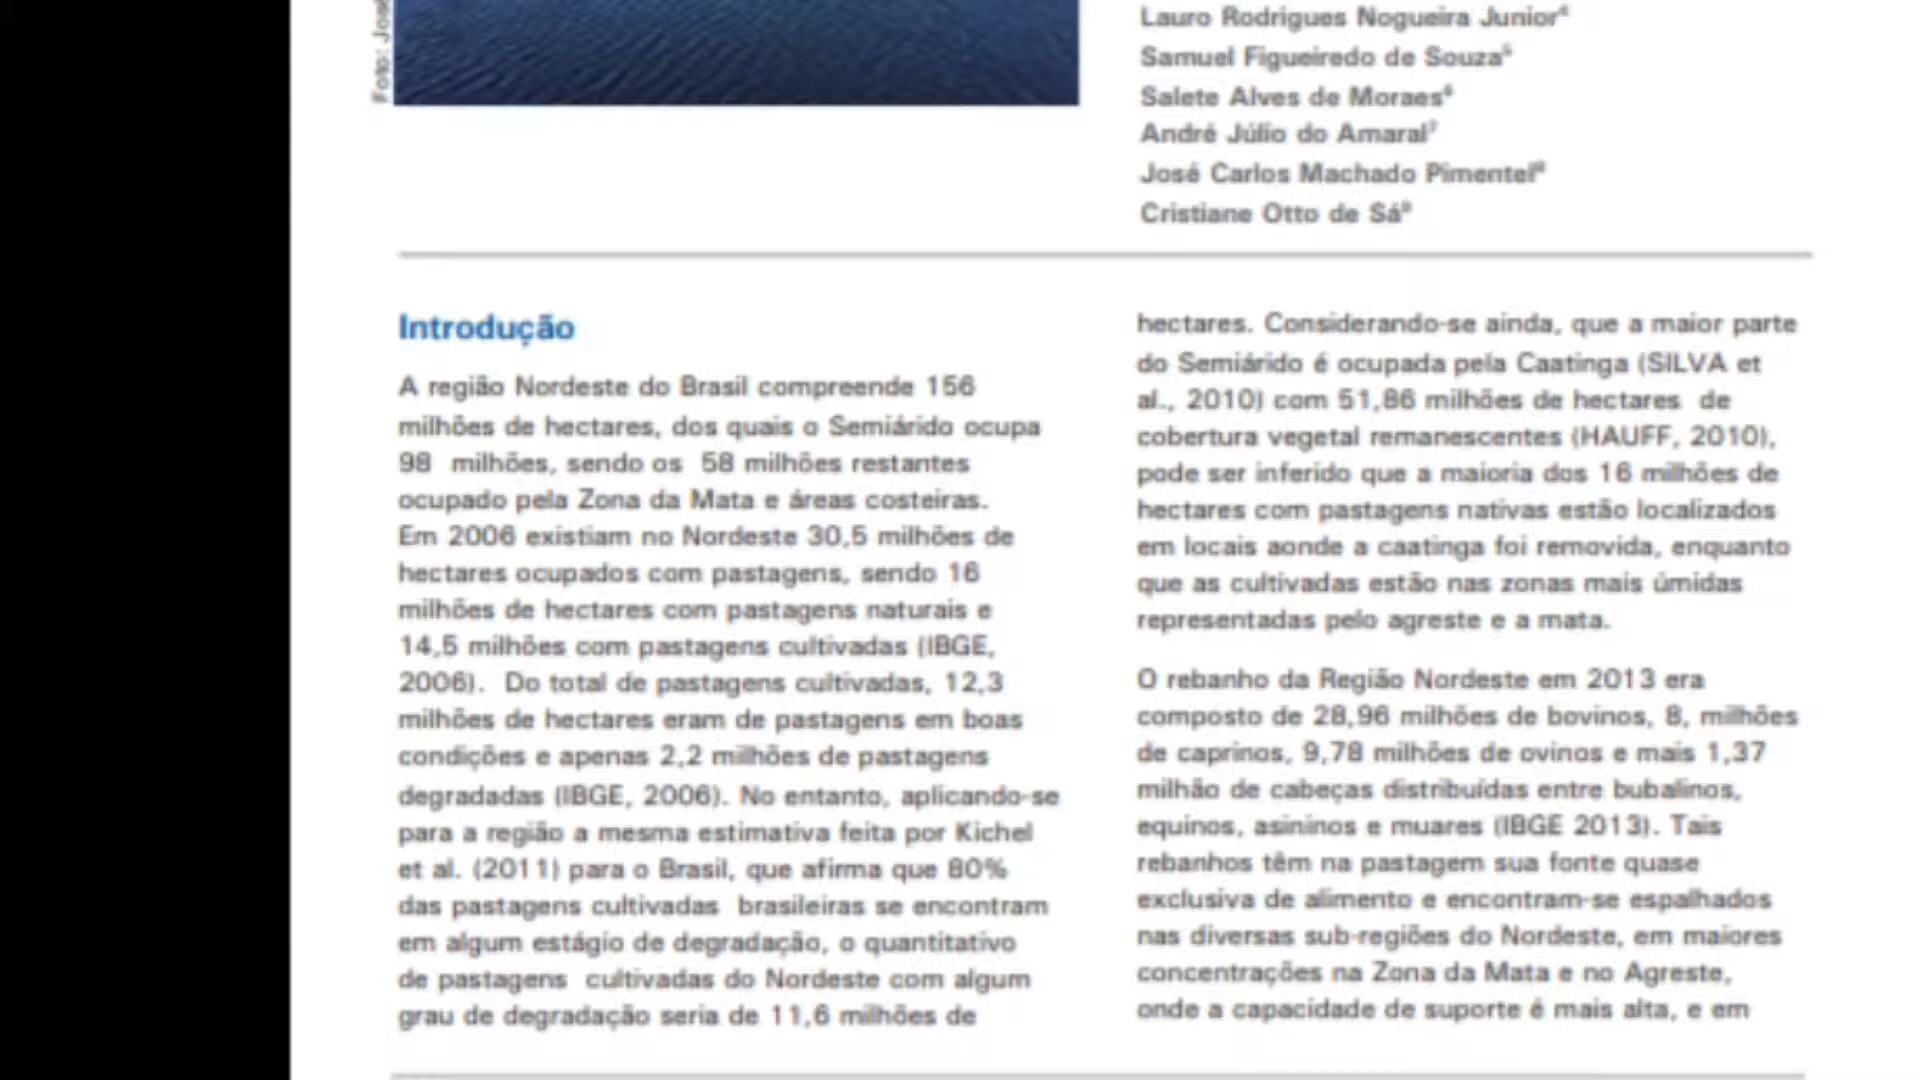 Foto: José
Lauro Rodrigues Nogueira Junior⁴
Samuel Figueiredo de Souza⁵
Salete Alves de Moraes⁶
André Júlio do Amaral⁷
José Carlos Machado Pimentel⁸
Cristiane Otto de Sá⁹
Introdução
A região Nordeste do Brasil compreende 156
milhões de hectares, dos quais o Semiárido ocupa
98 milhões, sendo os 58 milhões restantes
ocupado pela Zona da Mata e áreas costeiras.
Em 2006 existiam no Nordeste 30,5 milhões de
hectares ocupados com pastagens, sendo 16
milhões de hectares com pastagens naturais e
14,5 milhões com pastagens cultivadas (IBGE,
2006). Do total de pastagens cultivadas, 12,3
milhões de hectares eram de pastagens em boas
condições e apenas 2,2 milhões de pastagens
degradadas (IBGE, 2006). No entanto, aplicando-se
para a região a mesma estimativa feita por Kichel
et al. (2011) para o Brasil, que afirma que 80%
das pastagens cultivadas brasileiras se encontram
em algum estágio de degradação, o quantitativo
de pastagens cultivadas do Nordeste com algum
grau de degradação seria de 11,6 milhões de
hectares. Considerando-se ainda, que a maior parte
do Semiárido é ocupada pela Caatinga (SILVA et
al., 2010) com 51,86 milhões de hectares de
cobertura vegetal remanescentes (HAUFF, 2010),
pode ser inferido que a maioria dos 16 milhões de
hectares com pastagens nativas estão localizados
em locais aonde a caatinga foi removida, enquanto
que as cultivadas estão nas zonas mais úmidas
representadas pelo agreste e a mata.
O rebanho da Região Nordeste em 2013 era
composto de 28,96 milhões de bovinos, 8, milhões
de caprinos, 9,78 milhões de ovinos e mais 1,37
milhão de cabeças distribuídas entre bubalinos,
equinos, asininos e muares (IBGE 2013). Tais
rebanhos têm na pastagem sua fonte quase
exclusiva de alimento e encontram-se espalhados
nas diversas sub-regiões do Nordeste, em maiores
concentrações na Zona da Mata e no Agreste,
onde a capacidade de suporte é mais alta, e em